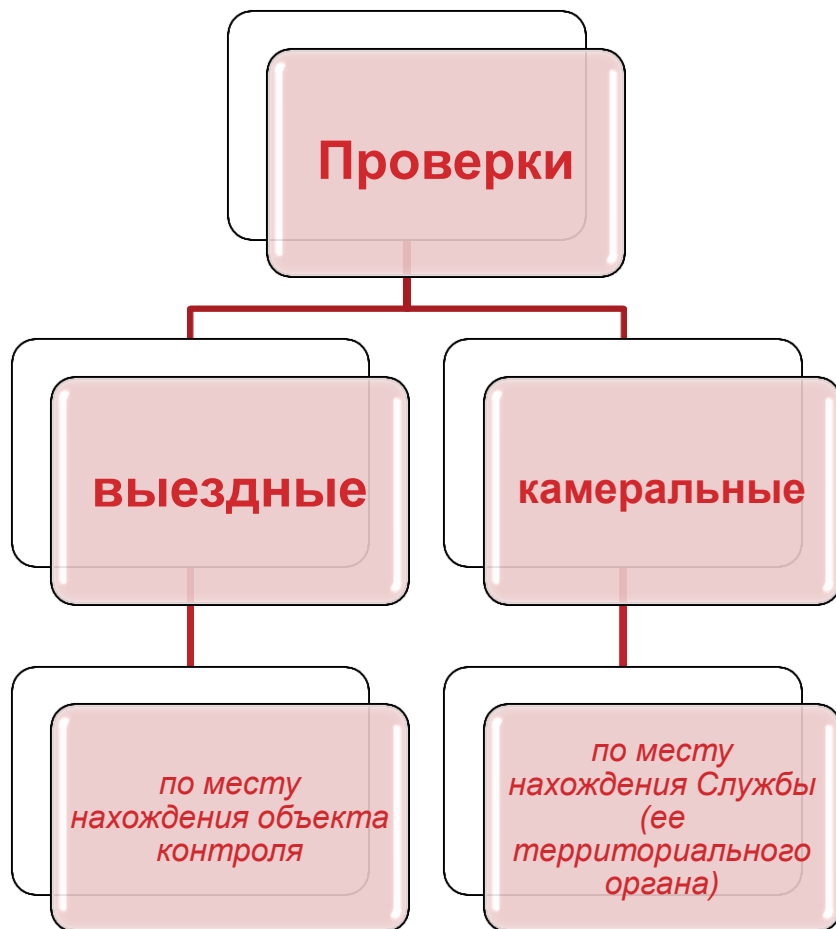 Проверки
выездные
камеральные
по месту
нахождения объекта
контроля
по месту
нахождения Службы
(ее
территориального
органа)